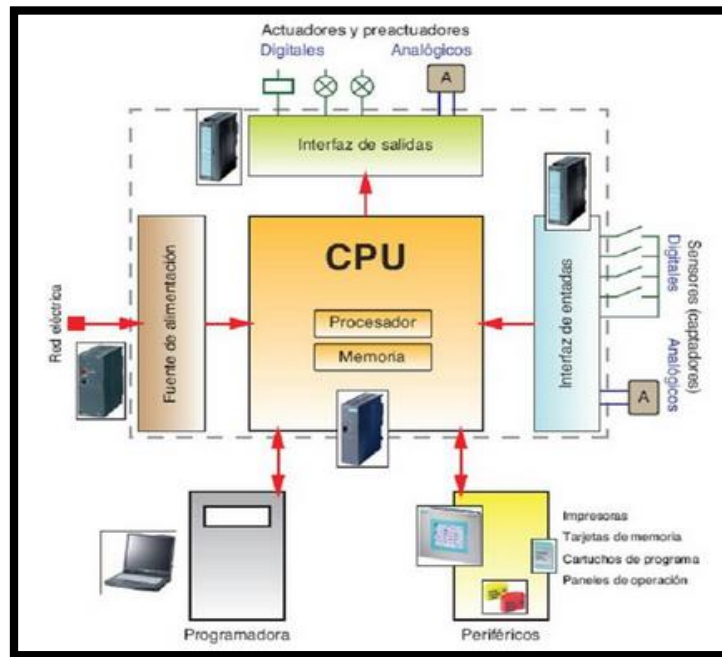 Actuadores y preactuadores
Digitales
Analógicos
A
Interfaz de salidas
CPU
Procesador
Memoria
Red eléctrica
Fuente de alimentación
Interfaz de entadas
Digitales
Sensores (captadores)
Analógicos
A
Impresoras
Tarjetas de memoria
Cartuchos de programa
Paneles de operación
Programadora
Periféricos